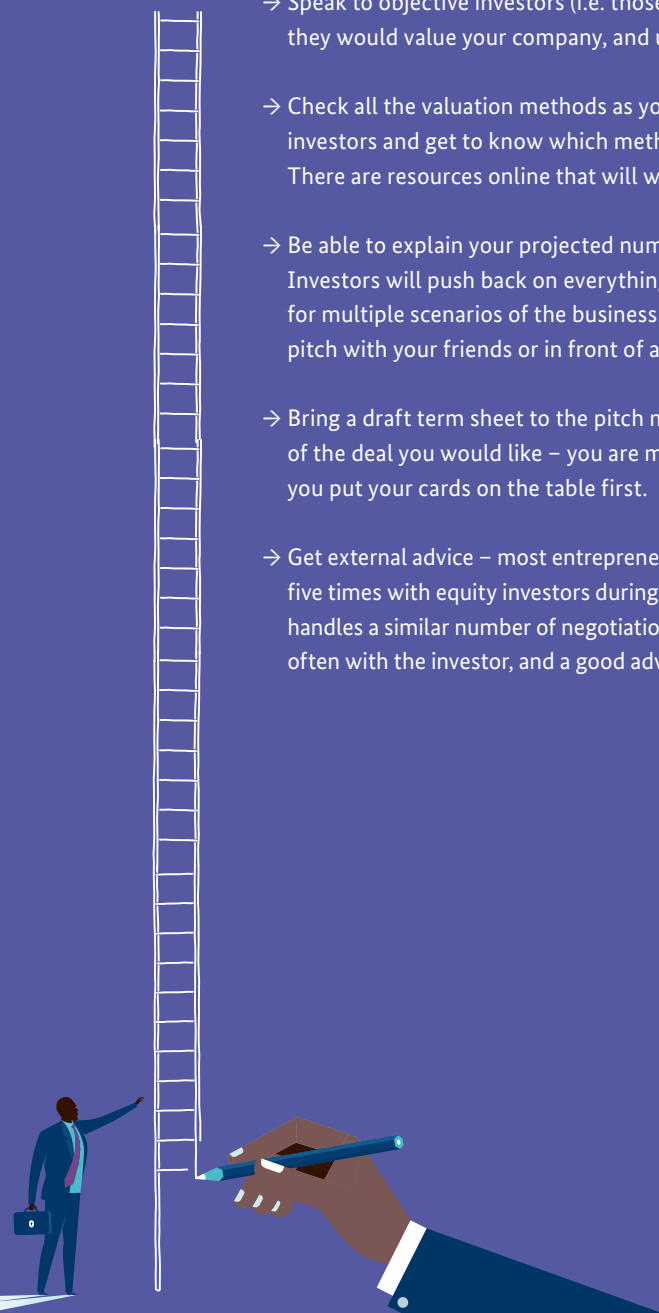 → Speak to objective investors (i.e. those
they would value your company, and u
→ Check all the valuation methods as yo
investors and get to know which meth
There are resources online that will w
→ Be able to explain your projected num
Investors will push back on everything
for multiple scenarios of the business
pitch with your friends or in front of a
→ Bring a draft term sheet to the pitch m
of the deal you would like – you are m
you put your cards on the table first.
→ Get external advice – most entreprene
five times with equity investors during
handles a similar number of negotiatio
often with the investor, and a good adv